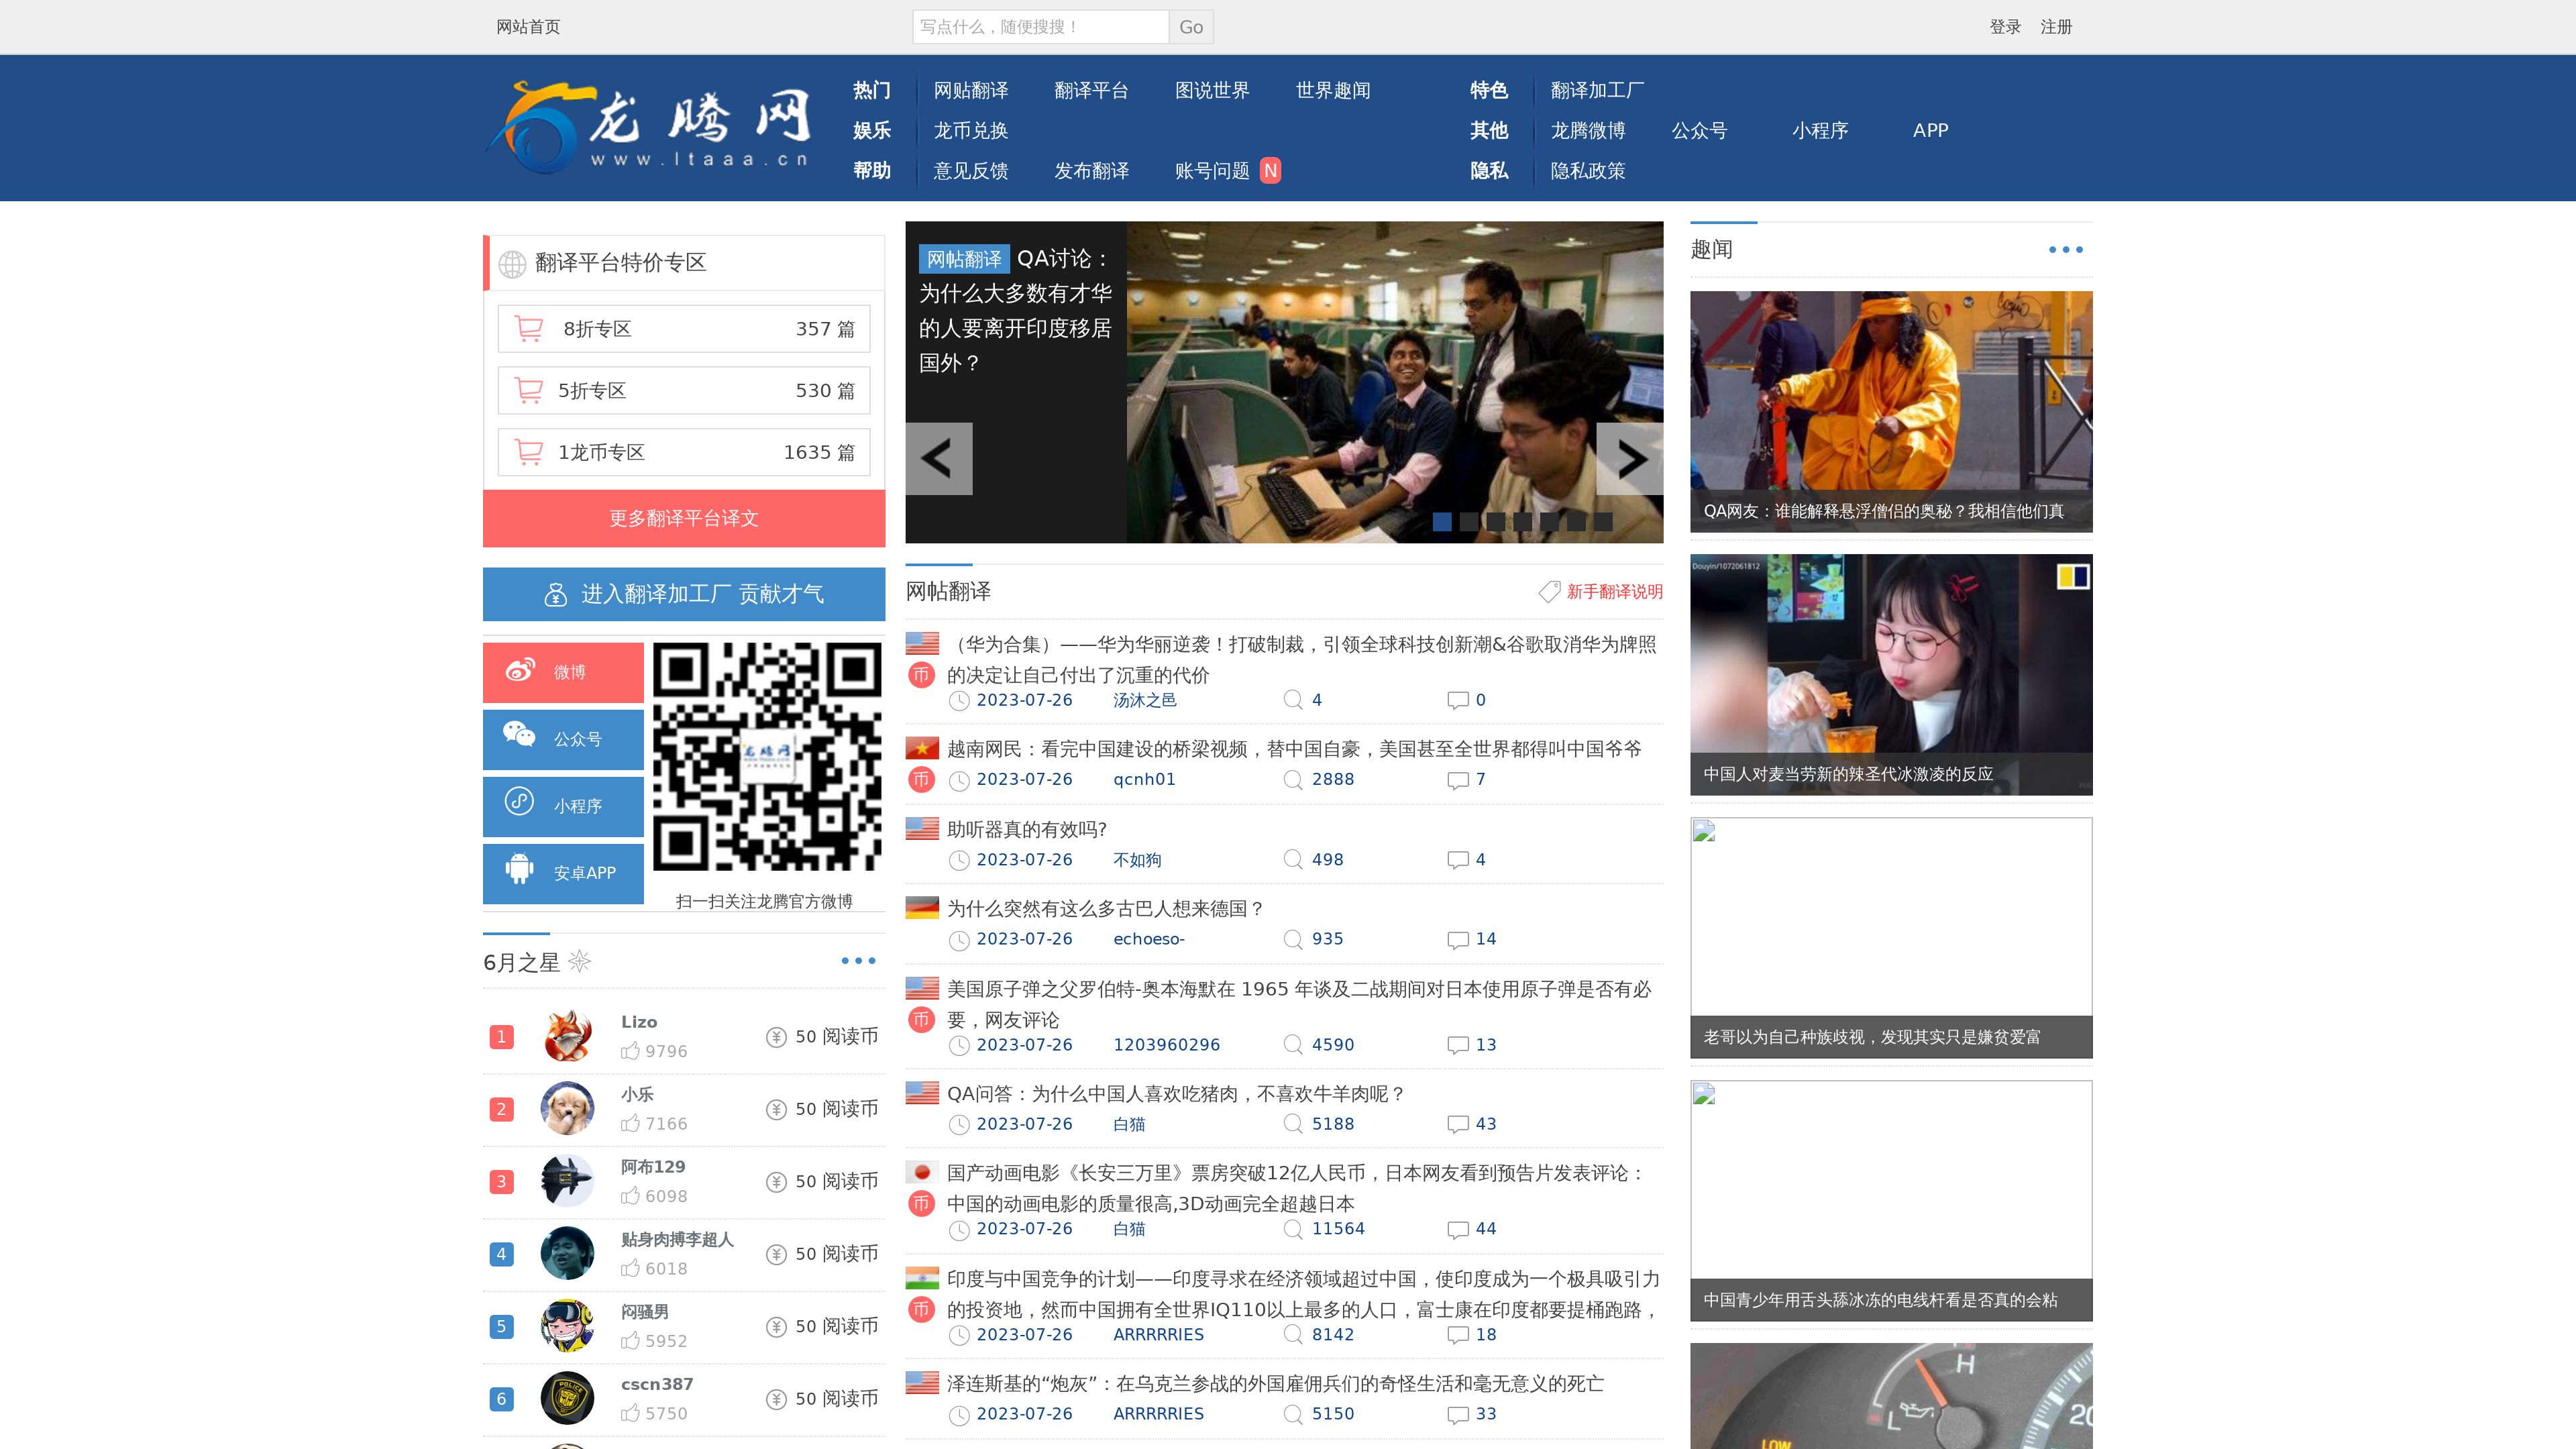 网站首页
写点什么，随便搜搜！
Go
登录 注册
龙腾网
www.ltaaa.cn
热门 网贴翻译 翻译平台 图说世界 世界趣闻
娱乐 龙币兑换
帮助 意见反馈 发布翻译 账号问题 N
特色 翻译加工厂
其他 龙腾微博 公众号 小程序 APP
隐私 隐私政策
翻译平台特价专区
8折专区 357 篇
5折专区 530 篇
1龙币专区 1635 篇
更多翻译平台译文
进入翻译加工厂 贡献才气
微博
公众号
小程序
安卓APP
龙腾网
扫一扫关注龙腾官方微博
6月之星
1 Lizo 9796 50 阅读币
2 小乐 7166 50 阅读币
3 阿布129 6098 50 阅读币
4 贴身肉搏李超人 6018 50 阅读币
5 闷骚男 5952 50 阅读币
6 cscn387 5750 50 阅读币
网帖翻译 QA讨论：
为什么大多数有才华
的人要离开印度移居
国外？
网帖翻译
新手翻译说明
（华为合集）——华为华丽逆袭！打破制裁，引领全球科技创新潮&谷歌取消华为牌照
币 的决定让自己付出了沉重的代价
2023-07-26 汤沐之邑 4 0
越南网民：看完中国建设的桥梁视频，替中国自豪，美国甚至全世界都得叫中国爷爷
币 2023-07-26 qcnh01 2888 7
助听器真的有效吗?
2023-07-26 不如狗 498 4
为什么突然有这么多古巴人想来德国？
2023-07-26 echoeso- 935 14
美国原子弹之父罗伯特-奥本海默在 1965 年谈及二战期间对日本使用原子弹是否有必
币 要，网友评论
2023-07-26 1203960296 4590 13
QA问答：为什么中国人喜欢吃猪肉，不喜欢牛羊肉呢？
2023-07-26 白猫 5188 43
国产动画电影《长安三万里》票房突破12亿人民币，日本网友看到预告片发表评论：
币 中国的动画电影的质量很高,3D动画完全超越日本
2023-07-26 白猫 11564 44
印度与中国竞争的计划——印度寻求在经济领域超过中国，使印度成为一个极具吸引力
币 的投资地，然而中国拥有全世界IQ110以上最多的人口，富士康在印度都要提桶跑路，
2023-07-26 ARRRRRIES 8142 18
泽连斯基的“炮灰”：在乌克兰参战的外国雇佣兵们的奇怪生活和毫无意义的死亡
2023-07-26 ARRRRRIES 5150 33
趣闻
QA网友：谁能解释悬浮僧侣的奥秘？我相信他们真
Douyin/1072061812
中国人对麦当劳新的辣圣代冰激凌的反应
老哥以为自己种族歧视，发现其实只是嫌贫爱富
中国青少年用舌头舔冰冻的电线杆看是否真的会粘
H
L
LOW
20